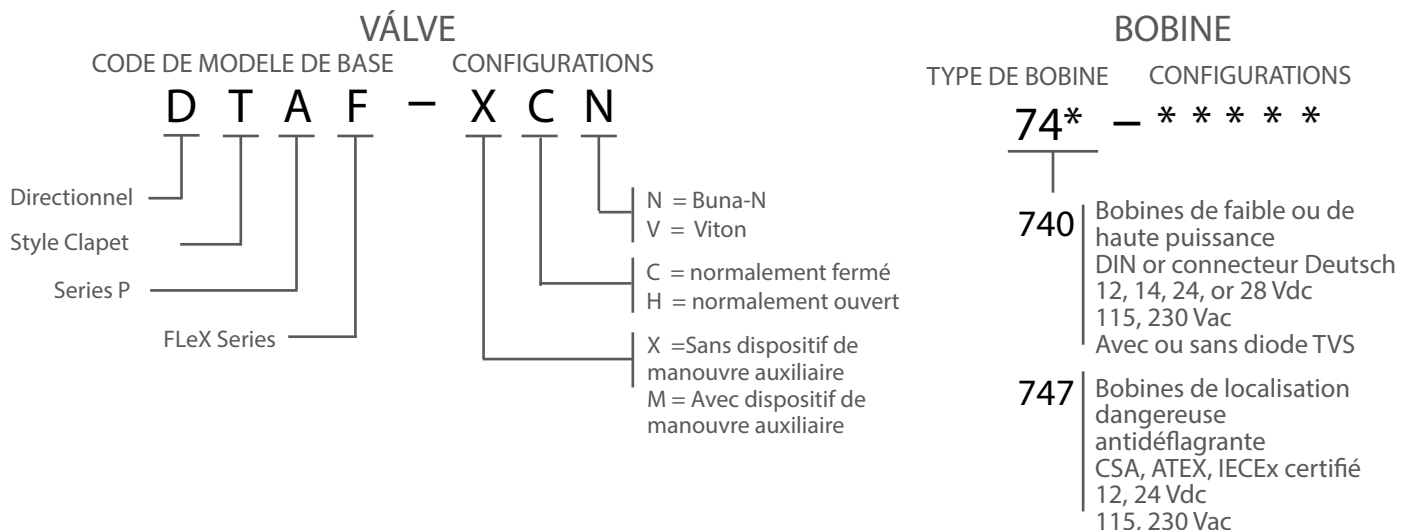 VÁLVE
CODE DE MODELE DE BASE
CONFIGURATIONS
D T A F – X C N
Directionnel
Style Clapet
Series P
FLeX Series
N = Buna-N
V = Viton
C = normalement fermé
H = normalement ouvert
X =Sans dispositif de
manouvre auxiliaire
M = Avec dispositif de
manouvre auxiliaire
BOBINE
TYPE DE BOBINE
CONFIGURATIONS
74* – * * * * *
740
Bobines de faible ou de
haute puissance
DIN or connecteur Deutsch
12, 14, 24, or 28 Vdc
115, 230 Vac
Avec ou sans diode TVS
747
Bobines de localisation
dangereuse
antidéflagrante
CSA, ATEX, IECEx certifié
12, 24 Vdc
115, 230 Vac